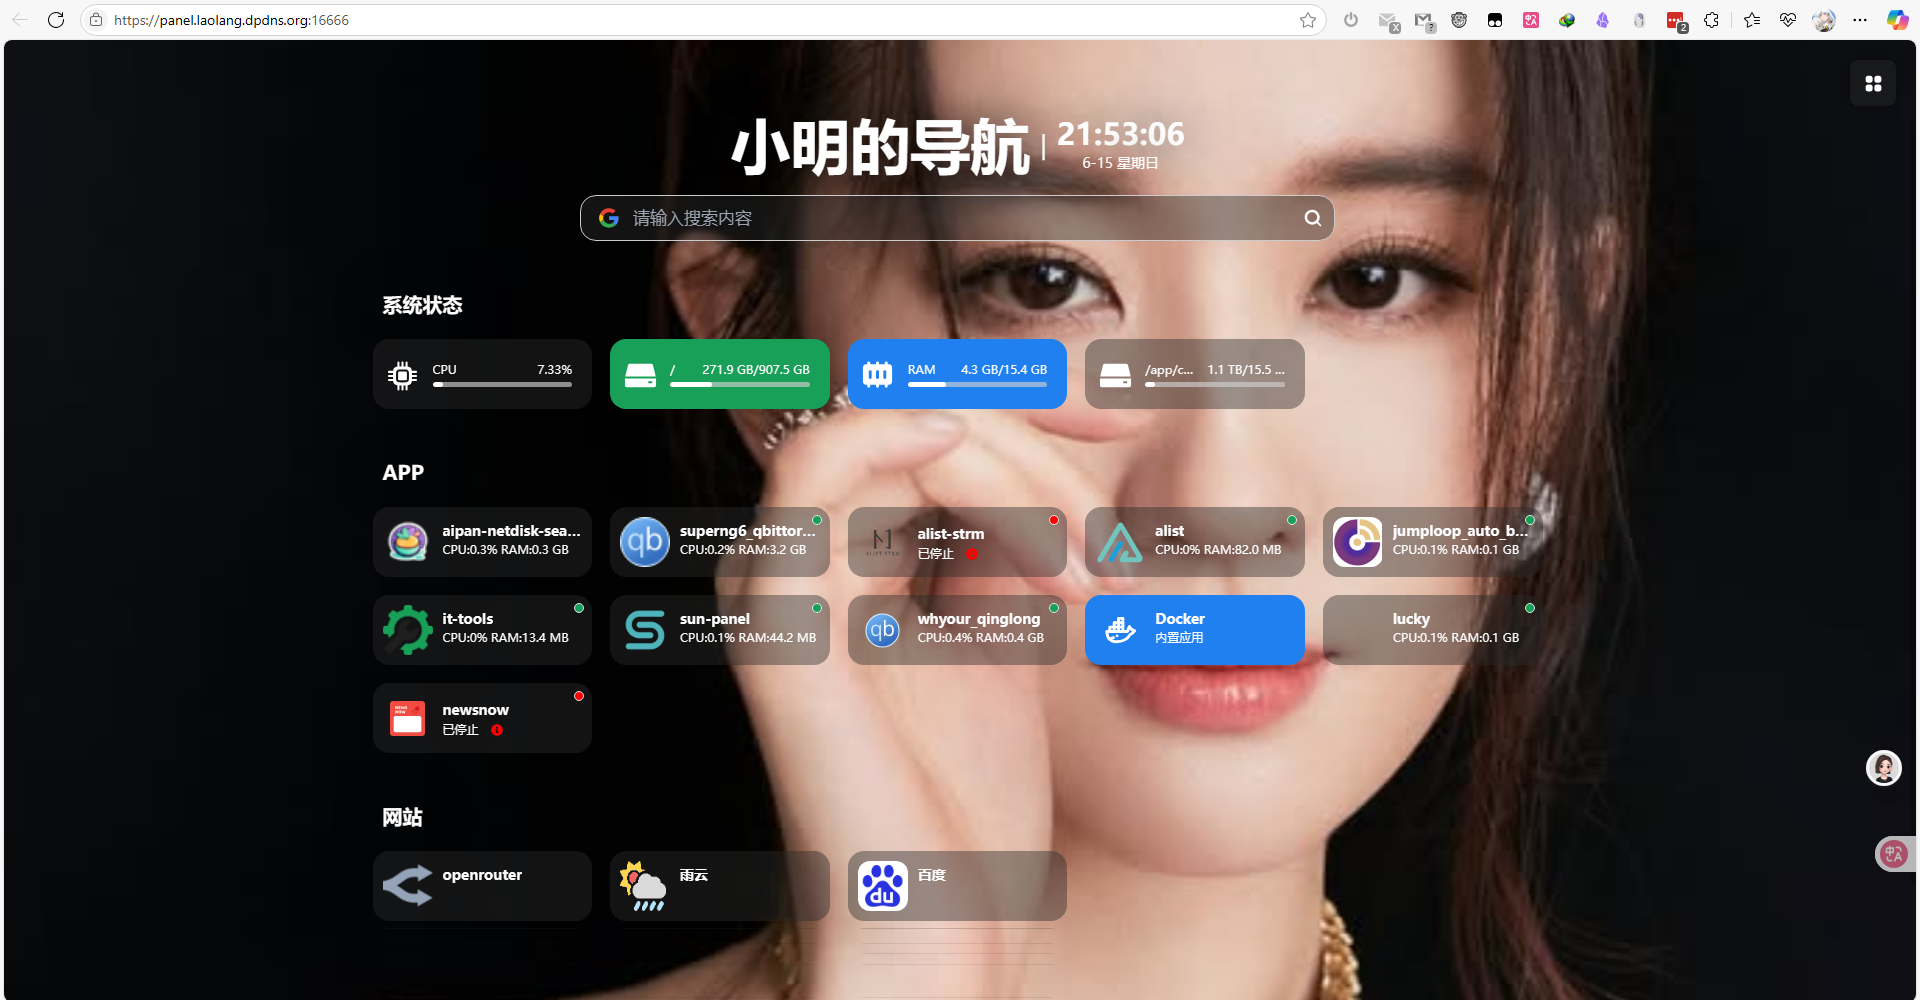 https://panel.laolang.dpdns.org:16666
小明的导航
21:53:06
6-15 星期日
请输入搜索内容
系统状态
CPU 7.33%
/ 271.9 GB/907.5 GB
RAM 4.3 GB/15.4 GB
/app/c... 1.1 TB/15.5 ...
APP
aipan-netdisk-sea...
CPU:0.3% RAM:0.3 GB
superng6_qbittor...
CPU:0.2% RAM:3.2 GB
alist-strm
已停止
alist
CPU:0% RAM:82.0 MB
jumploop_auto_b...
CPU:0.1% RAM:0.1 GB
it-tools
CPU:0% RAM:13.4 MB
sun-panel
CPU:0.1% RAM:44.2 MB
whyour_qinglong
CPU:0.4% RAM:0.4 GB
Docker
内置应用
lucky
CPU:0.1% RAM:0.1 GB
newsnow
已停止
网站
openrouter
雨云
百度